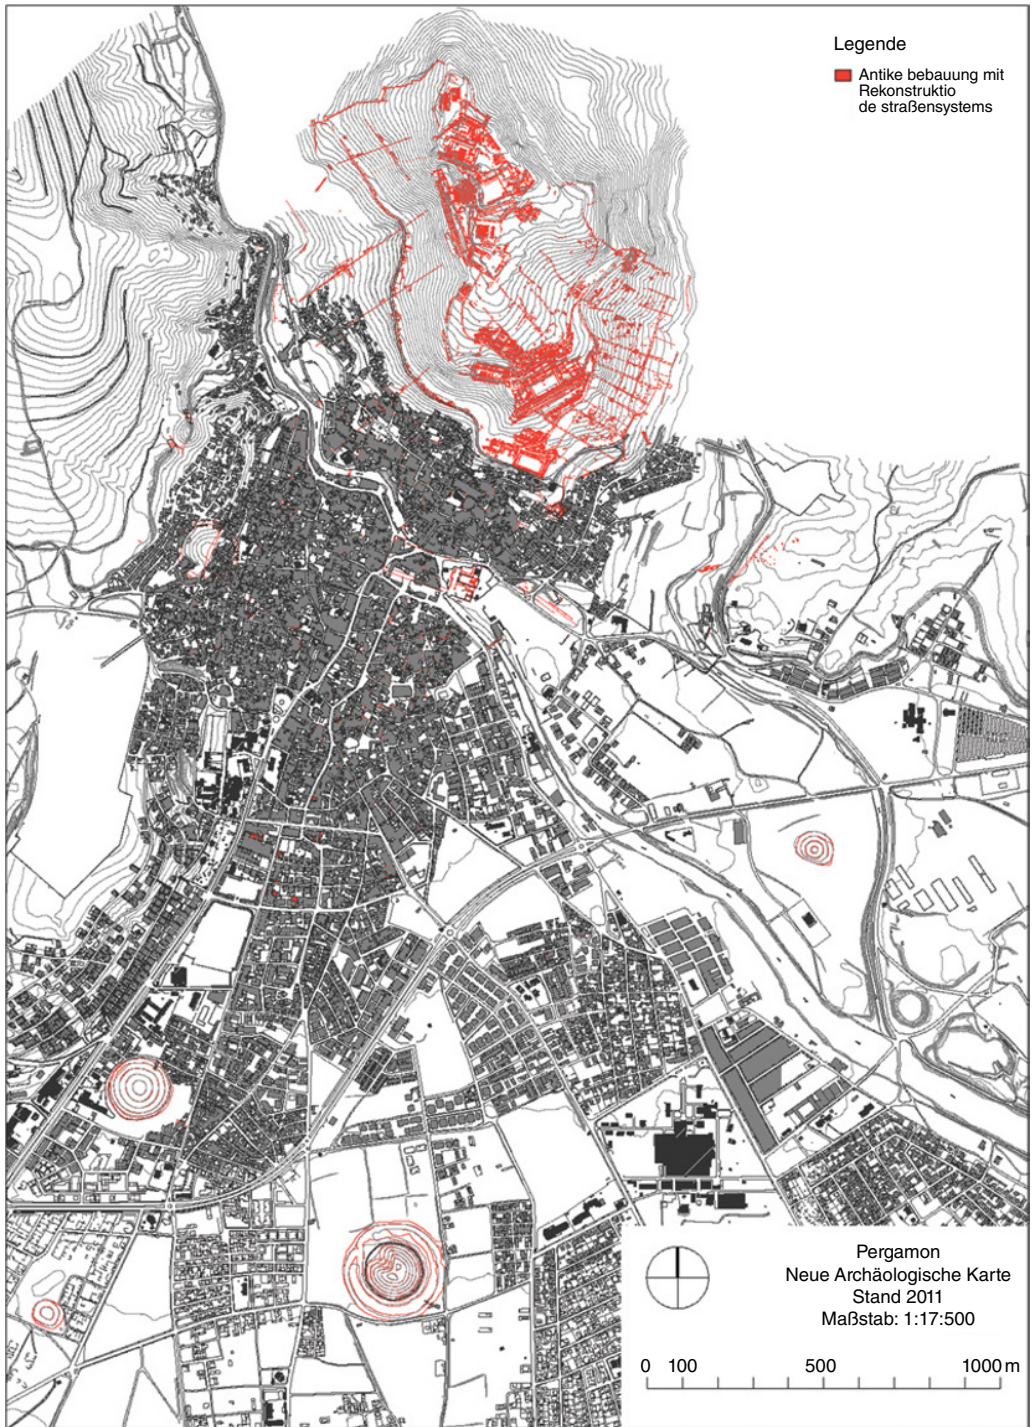 Legende
Antike bebauung mit
Rekonstruktio
de straßensystems
Pergamon
Neue Archäologische Karte
Stand 2011
Maßstab: 1:17:500
0 100 500 1000 m